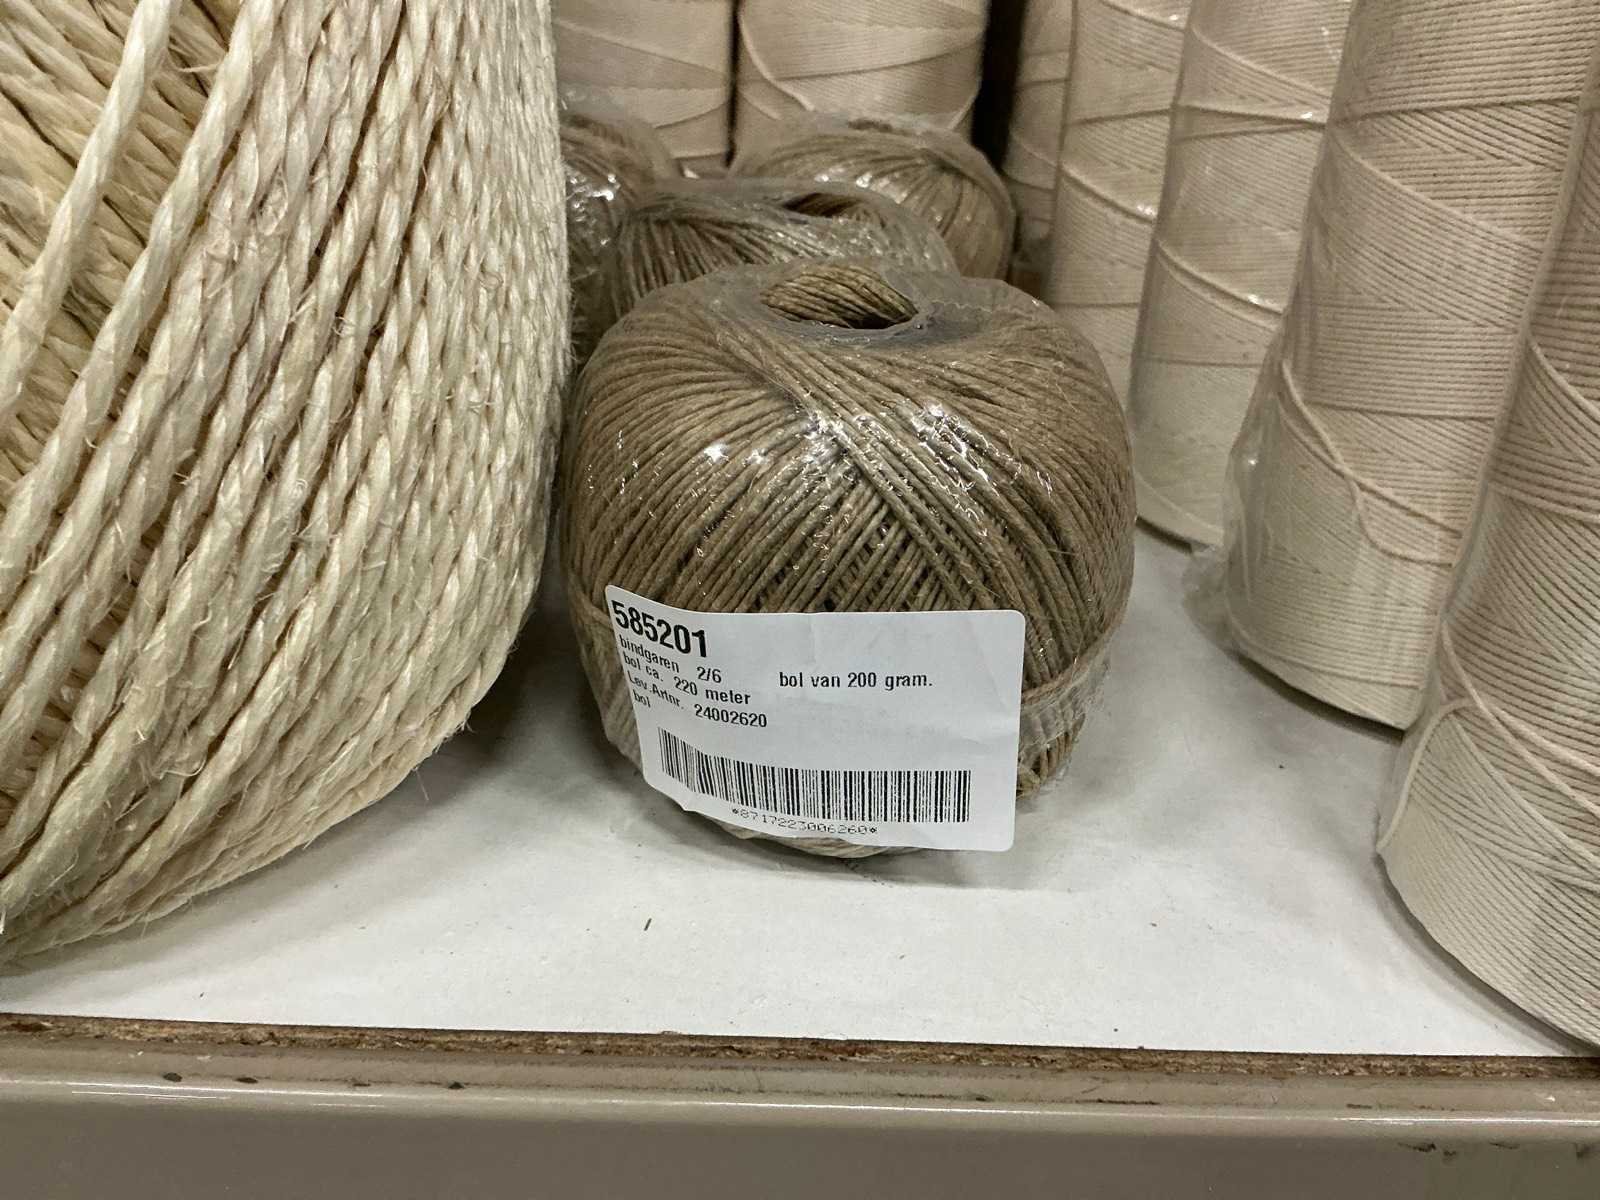 585201
bindgaren 2/6 bol van 200 gram.
bol ca. 220 meter
Lev.Artnr. 24002620
bol
*8717223006260*